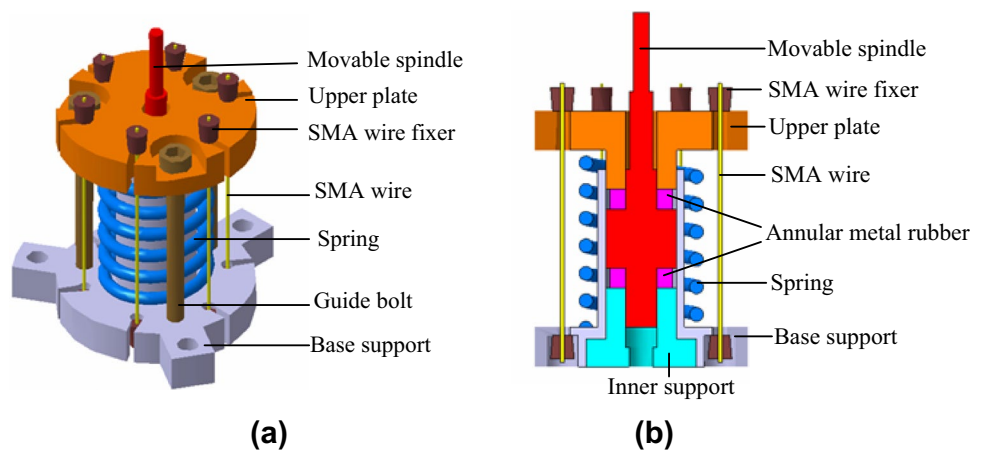 Movable spindle
Upper plate
SMA wire fixer
SMA wire
Spring
Guide bolt
Base support
(a)
Movable spindle
SMA wire fixer
Upper plate
SMA wire
Annular metal rubber
Spring
Base support
Inner support
(b)